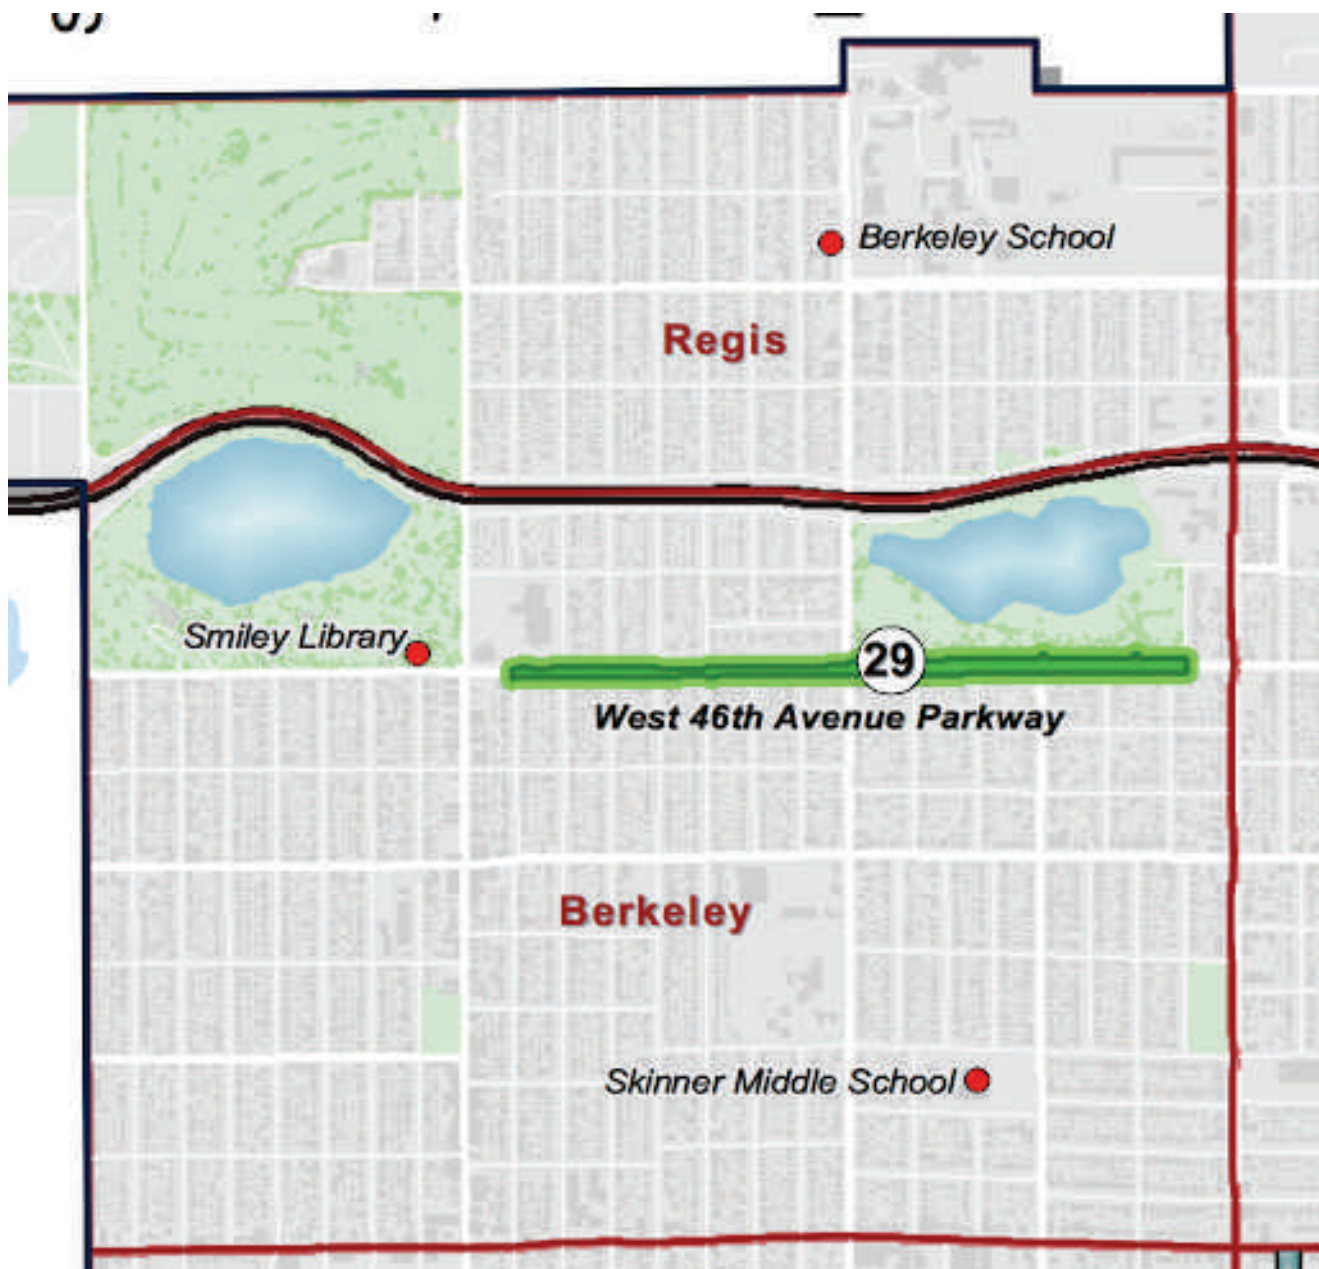 Berkeley School
Regis
Smiley Library
29
West 46th Avenue Parkway
Berkeley
Skinner Middle School